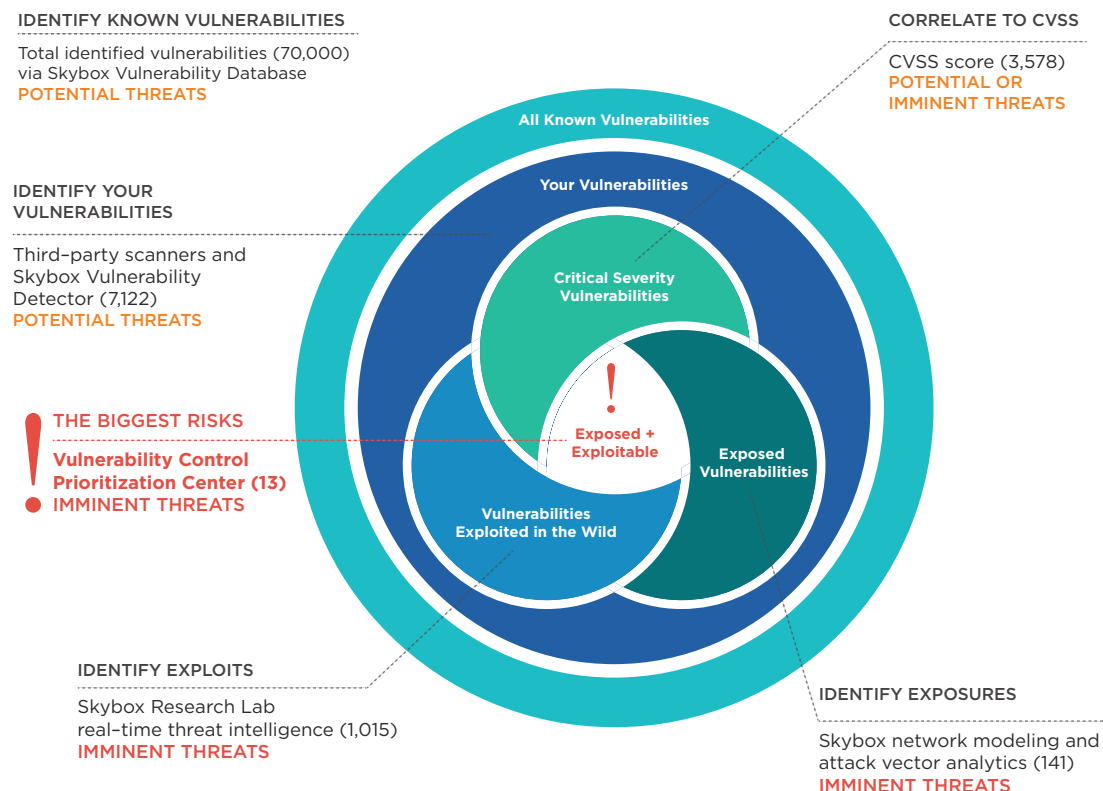 IDENTIFY KNOWN VULNERABILITIES
Total identified vulnerabilities (70,000)
via Skybox Vulnerability Database
POTENTIAL THREATS
CORRELATE TO CVSS
CVSS score (3,578)
POTENTIAL OR
IMMINENT THREATS
All Known Vulnerabilities
Your Vulnerabilities
IDENTIFY YOUR
VULNERABILITIES
Third-party scanners and
Skybox Vulnerability
Detector (7,122)
POTENTIAL THREATS
Critical Severity
Vulnerabilities
THE BIGGEST RISKS
Vulnerability Control
Prioritization Center (13)
IMMINENT THREATS
!
Exposed +
Exploitable
!
Exposed
Vulnerabilities
Vulnerabilities
Exploited in the Wild
IDENTIFY EXPLOITS
Skybox Research Lab
real-time threat intelligence (1,015)
IMMINENT THREATS
IDENTIFY EXPOSURES
Skybox network modeling and
attack vector analytics (141)
IMMINENT THREATS